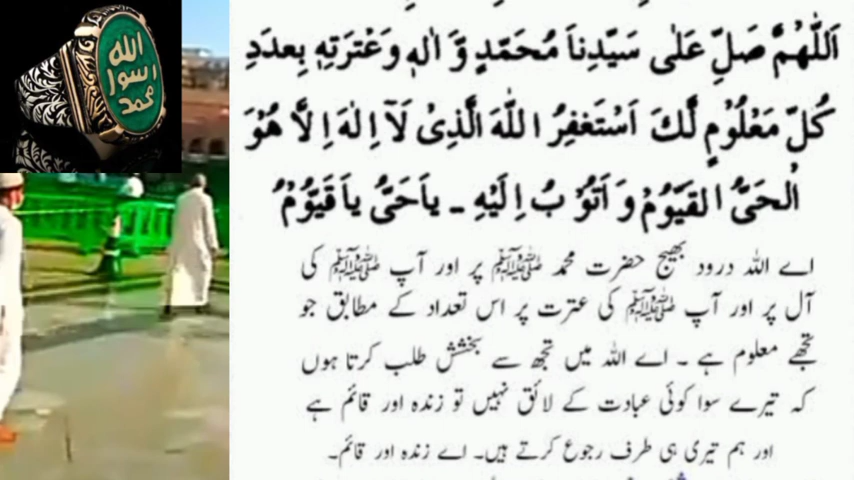 الله
رسول
محمد
اَللّٰهُمَّ صَلِّ عَلٰى سَيِّدِنَا مُحَمَّدٍ وَّ اٰلِهٖ وَعِتْرَتِهٖ بِعَدَدِ
كُلِّ مَعْلُوْمٍ لَّكَ اَسْتَغْفِرُ اللّٰهَ الَّذِىْ لَآ اِلٰهَ اِلَّا هُوَ
الْحَىُّ الْقَيُّوْمُ وَ اَتُوْبُ اِلَيْهِ ۔ يَاحَىُّ يَاقَيُّوْمُ
اے اللہ درود بھیج حضرت محمد ﷺ پر اور آپ ﷺ کی
آل پر اور آپ ﷺ کی عترت پر اس تعداد کے مطابق جو
تجھے معلوم ہے ۔ اے اللہ میں تجھ سے بخشش طلب کرتا ہوں
کہ تیرے سوا کوئی عبادت کے لائق نہیں تو زندہ اور قائم ہے
اور ہم تیری ہی طرف رجوع کرتے ہیں۔ اے زندہ اور قائم۔